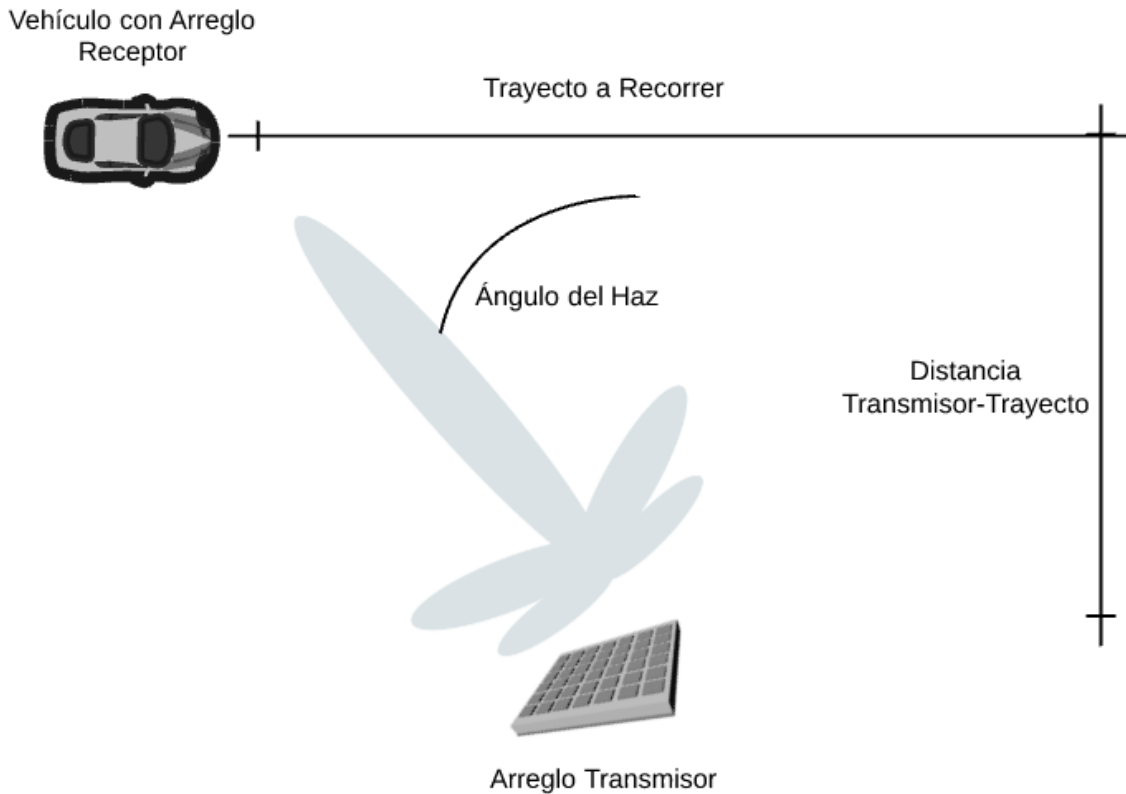 Vehículo con Arreglo
Receptor
Trayecto a Recorrer
Ángulo del Haz
Distancia
Transmisor-Trayecto
Arreglo Transmisor